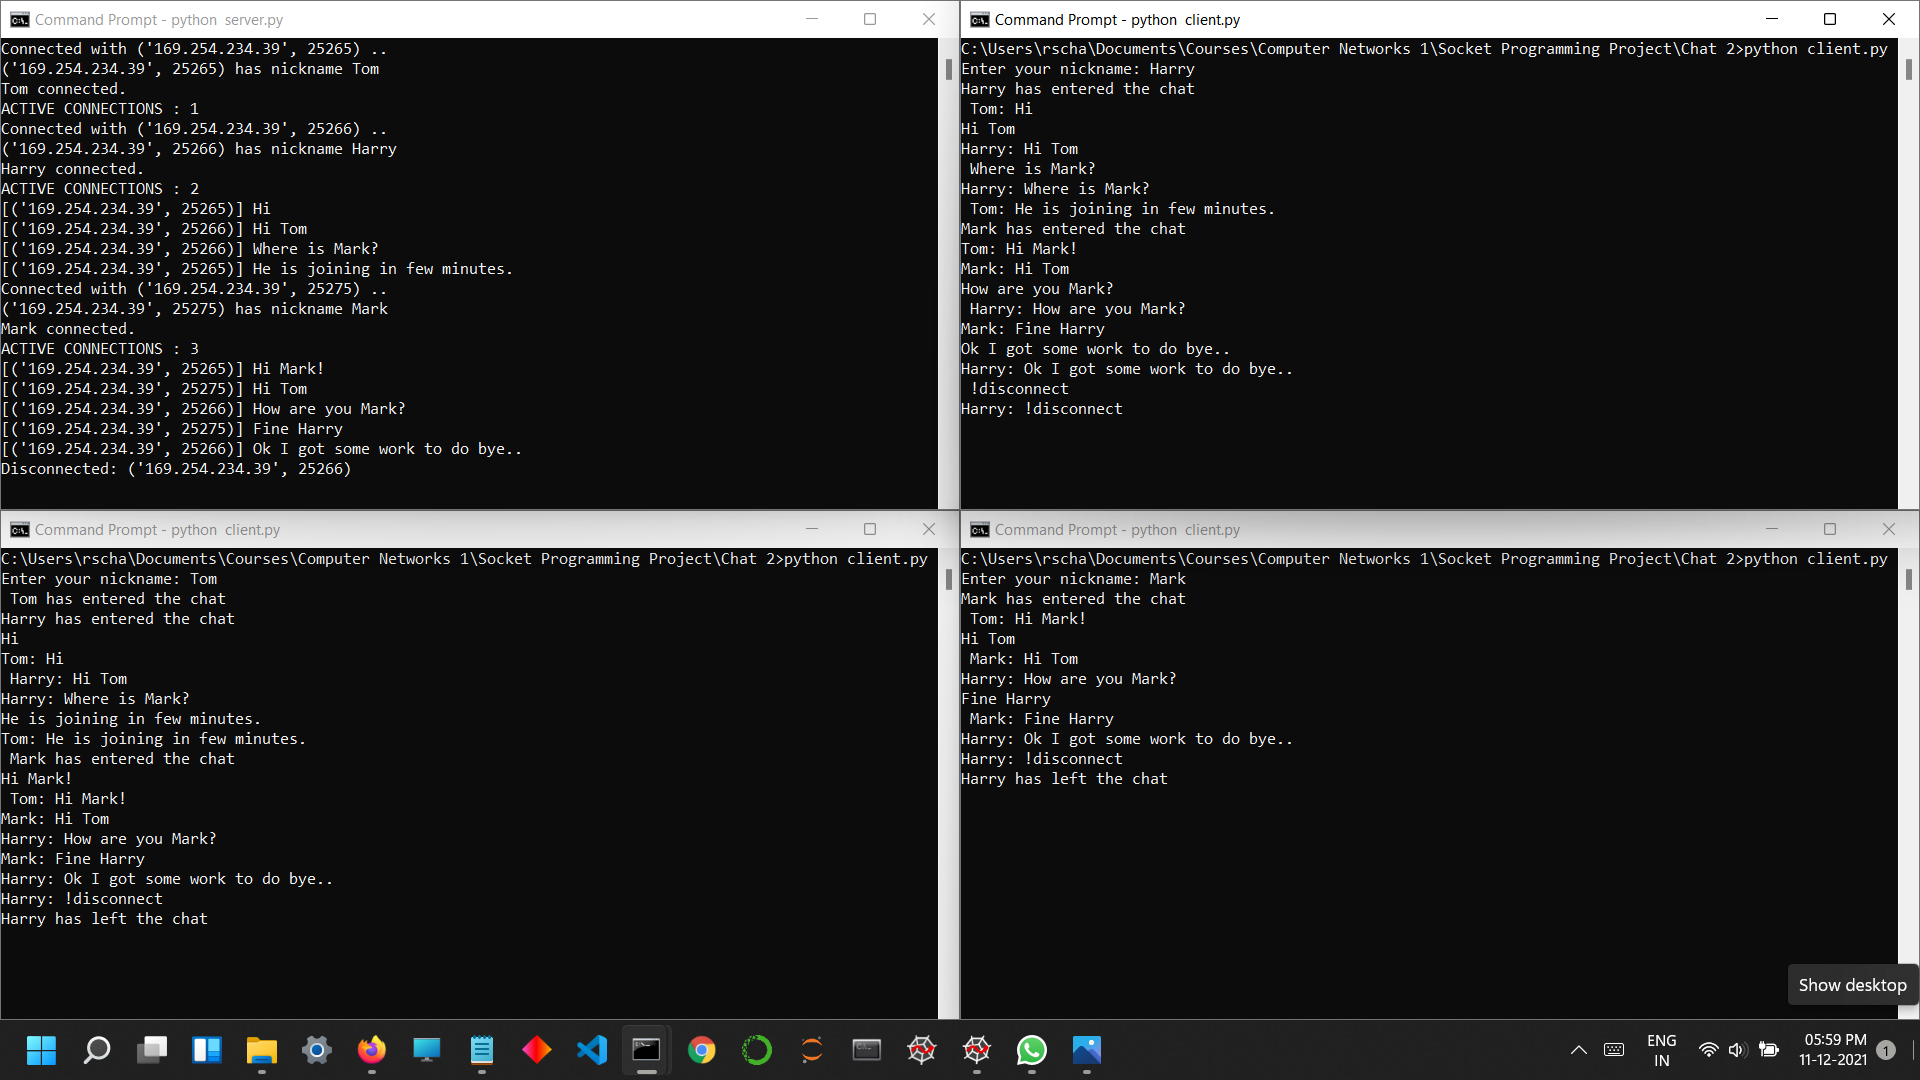 Command Prompt - python  server.py
Connected with ('169.254.234.39', 25265) ..
('169.254.234.39', 25265) has nickname Tom
Tom connected.
ACTIVE CONNECTIONS : 1
Connected with ('169.254.234.39', 25266) ..
('169.254.234.39', 25266) has nickname Harry
Harry connected.
ACTIVE CONNECTIONS : 2
[('169.254.234.39', 25265)] Hi
[('169.254.234.39', 25266)] Hi Tom
[('169.254.234.39', 25266)] Where is Mark?
[('169.254.234.39', 25265)] He is joining in few minutes.
Connected with ('169.254.234.39', 25275) ..
('169.254.234.39', 25275) has nickname Mark
Mark connected.
ACTIVE CONNECTIONS : 3
[('169.254.234.39', 25265)] Hi Mark!
[('169.254.234.39', 25275)] Hi Tom
[('169.254.234.39', 25266)] How are you Mark?
[('169.254.234.39', 25275)] Fine Harry
[('169.254.234.39', 25266)] Ok I got some work to do bye..
Disconnected: ('169.254.234.39', 25266)
Command Prompt - python  client.py
C:\Users\rscha\Documents\Courses\Computer Networks 1\Socket Programming Project\Chat 2>python client.py
Enter your nickname: Harry
Harry has entered the chat
 Tom: Hi
Hi Tom
Harry: Hi Tom
 Where is Mark?
Harry: Where is Mark?
 Tom: He is joining in few minutes.
Mark has entered the chat
Tom: Hi Mark!
Mark: Hi Tom
How are you Mark?
 Harry: How are you Mark?
Mark: Fine Harry
Ok I got some work to do bye..
Harry: Ok I got some work to do bye..
 !disconnect
Harry: !disconnect
Command Prompt - python  client.py
C:\Users\rscha\Documents\Courses\Computer Networks 1\Socket Programming Project\Chat 2>python client.py
Enter your nickname: Tom
 Tom has entered the chat
Harry has entered the chat
Hi
Tom: Hi
 Harry: Hi Tom
Harry: Where is Mark?
He is joining in few minutes.
Tom: He is joining in few minutes.
 Mark has entered the chat
Hi Mark!
 Tom: Hi Mark!
Mark: Hi Tom
Harry: How are you Mark?
Mark: Fine Harry
Harry: Ok I got some work to do bye..
Harry: !disconnect
Harry has left the chat
Command Prompt - python  client.py
C:\Users\rscha\Documents\Courses\Computer Networks 1\Socket Programming Project\Chat 2>python client.py
Enter your nickname: Mark
Mark has entered the chat
 Tom: Hi Mark!
Hi Tom
 Mark: Hi Tom
Harry: How are you Mark?
Fine Harry
 Mark: Fine Harry
Harry: Ok I got some work to do bye..
Harry: !disconnect
Harry has left the chat
Show desktop
ENG
IN
05:59 PM
11-12-2021
1